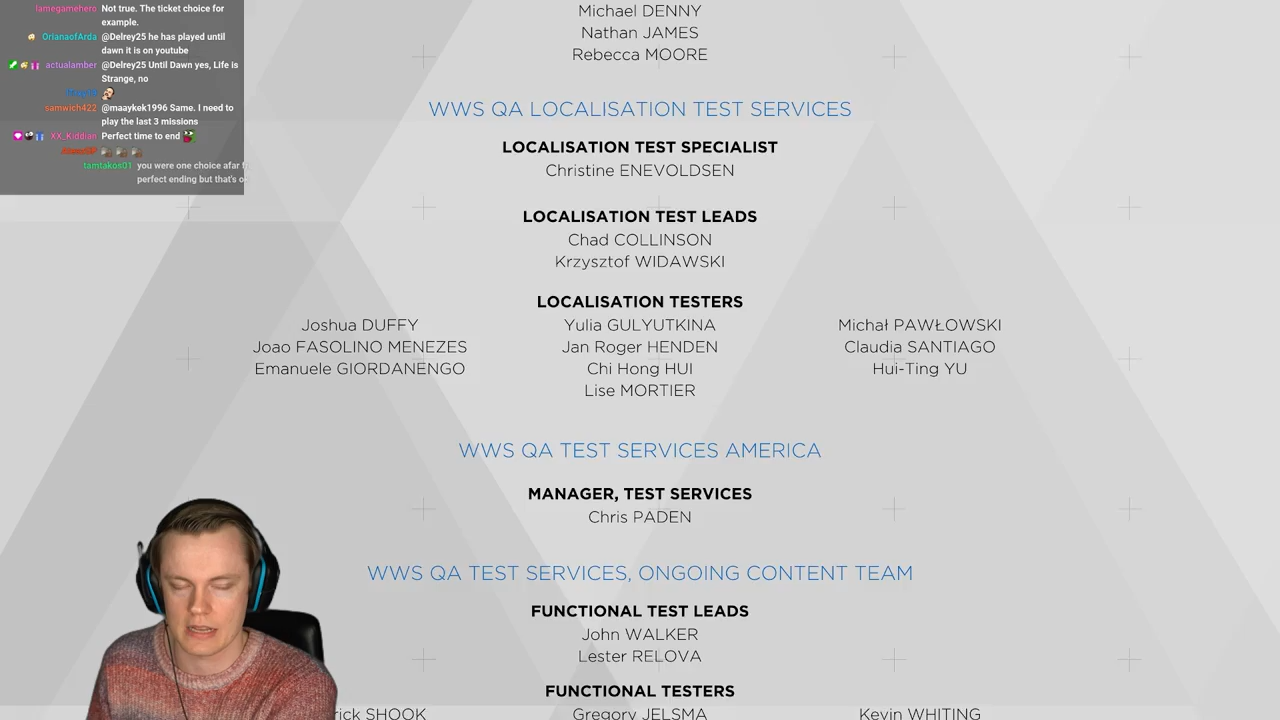 lamegamehero Not true. The ticket choice for
example.
OrianaofArda @Delrey25 he has played until
dawn it is on youtube
actualamber @Delrey25 Until Dawn yes, Life is
Strange, no
samwich422 @maaykek1996 Same. I need to
play the last 3 missions
XX_Kiddian Perfect time to end
tamtakos01 you were one choice afar
perfect ending but that's
Michael DENNY
Nathan JAMES
Rebecca MOORE
WWS QA LOCALISATION TEST SERVICES
LOCALISATION TEST SPECIALIST
Christine ENEVOLDSEN
LOCALISATION TEST LEADS
Chad COLLINSON
Krzysztof WIDAWSKI
LOCALISATION TESTERS
Joshua DUFFY Yulia GULYUTKINA Michał PAWŁOWSKI
Joao FASOLINO MENEZES Jan Roger HENDEN Claudia SANTIAGO
Emanuele GIORDANENGO Chi Hong HUI Hui-Ting YU
Lise MORTIER
WWS QA TEST SERVICES AMERICA
MANAGER, TEST SERVICES
Chris PADEN
WWS QA TEST SERVICES, ONGOING CONTENT TEAM
FUNCTIONAL TEST LEADS
John WALKER
Lester RELOVA
FUNCTIONAL TESTERS
rick SHOOK Gregory JELSMA Kevin WHITING